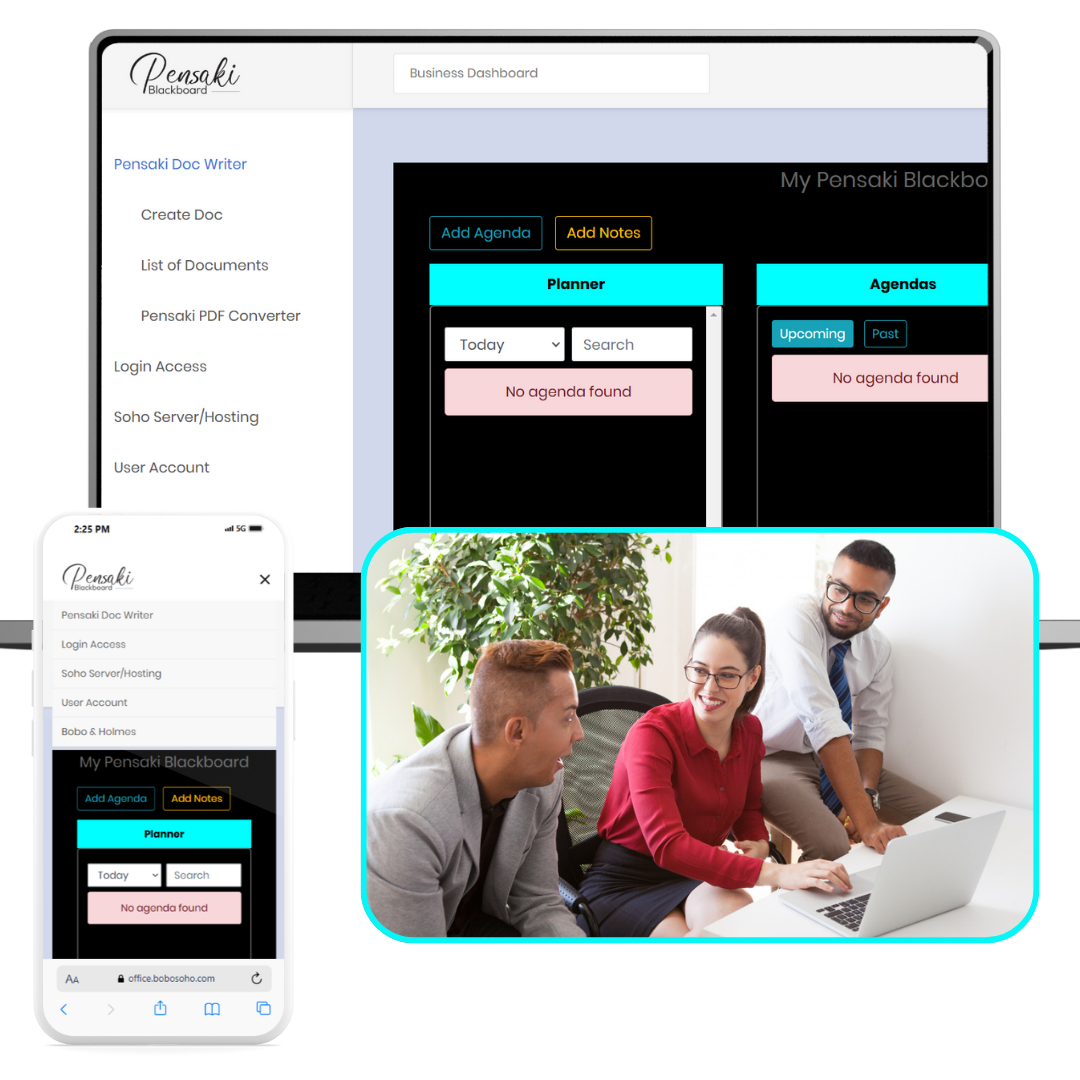 Pensaki
Blackboard
Business Dashboard
Pensaki Doc Writer
Create Doc
List of Documents
Pensaki PDF Converter
Login Access
Soho Server/Hosting
User Account
My Pensaki Blackbo
Add Agenda
Add Notes
Planner
Today
Search
No agenda found
Agendas
Upcoming
Past
No agenda found
2:25 PM
5G
Pensaki
Blackboard
Pensaki Doc Writer
Login Access
Soho Server/Hosting
User Account
Bobo & Holmes
My Pensaki Blackboard
Add Agenda
Add Notes
Planner
Today
Search
No agenda found
AA
office.bobosoho.com